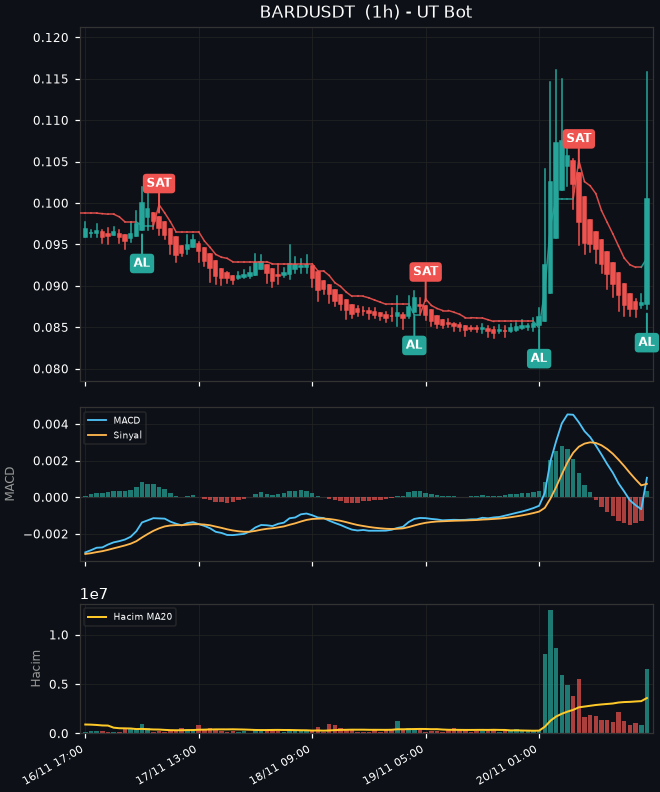 BARDUSDT (1h) - UT Bot
0.120
0.115
0.110
0.105
0.100
0.095
0.090
0.085
0.080
SAT
AL
SAT
AL
AL
SAT
AL
MACD
0.004
0.002
0.000
−0.002
MACD
Sinyal
1e7
Hacim
1.0
0.5
0.0
Hacim MA20
16/11 17:00
17/11 13:00
18/11 09:00
19/11 05:00
20/11 01:00